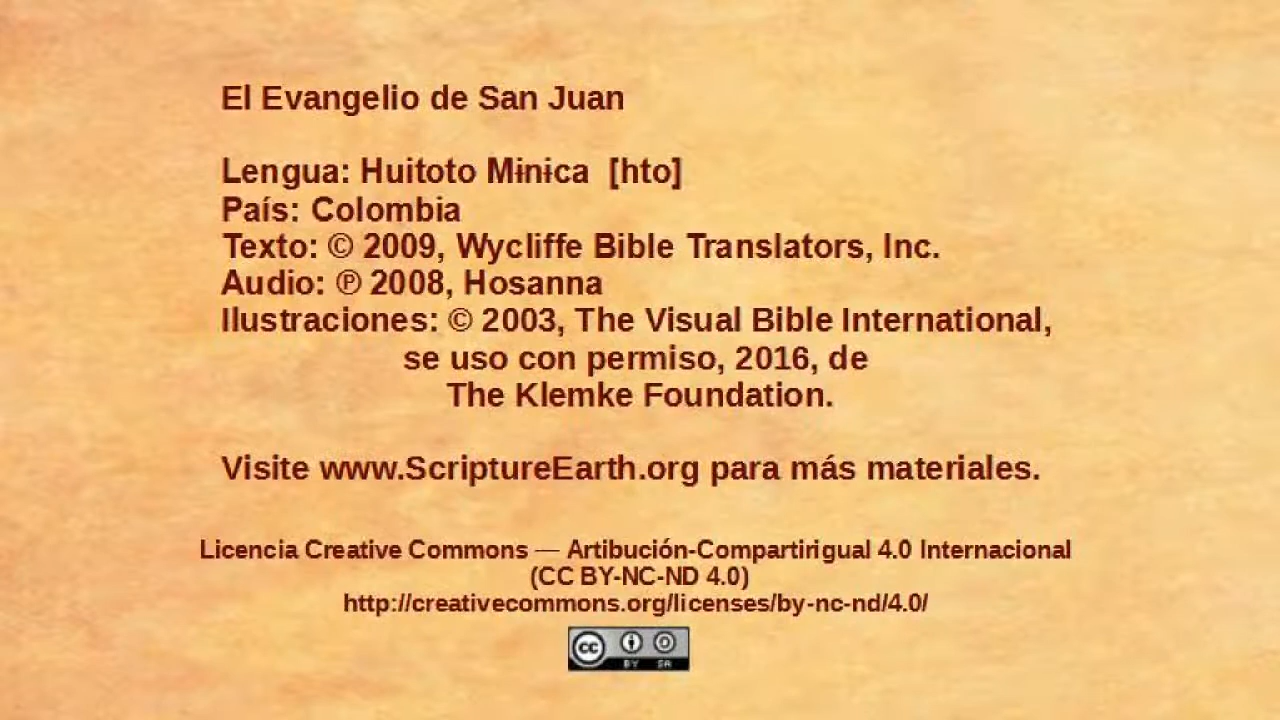 El Evangelio de San Juan
Lengua: Huitoto Mɨnɨca [hto]
País: Colombia
Texto: © 2009, Wycliffe Bible Translators, Inc.
Audio: ℗ 2008, Hosanna
Ilustraciones: © 2003, The Visual Bible International,
se uso con permiso, 2016, de
The Klemke Foundation.
Visite www.ScriptureEarth.org para más materiales.
Licencia Creative Commons — Artibución-Compartirigual 4.0 Internacional
(CC BY-NC-ND 4.0)
http://creativecommons.org/licenses/by-nc-nd/4.0/
cc BY SA